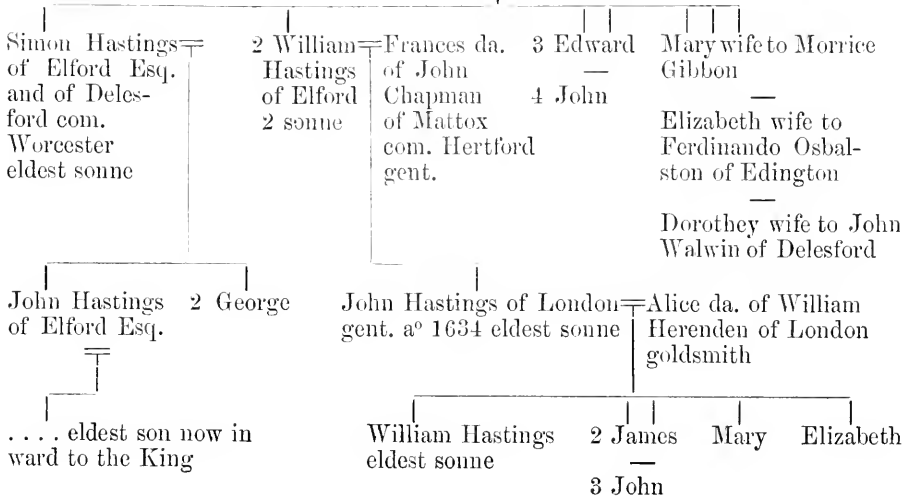 Simon Hastings
of Elford Esq.
and of Deles-
ford com.
Worcester
eldest sonne
2 William
Hastings
of Elford
2 sonne
Frances da.
of John
Chapman
of Mattox
com. Hertford
gent.
3 Edward
—
4 John
Mary wife to Morrice
Gibbon
—
Elizabeth wife to
Ferdinando Osbal-
ston of Edington
—
Dorothey wife to John
Walwin of Delesford
John Hastings
of Elford Esq.
2 George
John Hastings of London
gent. aº 1634 eldest sonne
Alice da. of William
Herenden of London
goldsmith
. . . . eldest son now in
ward to the King
William Hastings
eldest sonne
2 James
—
3 John
Mary
Elizabeth